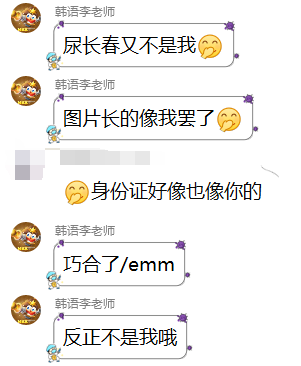 韩语李老师
尿长春又不是我🤭
韩语李老师
图片长的像我罢了🤭
🤭身份证好像也像你的
韩语李老师
巧合了/emm
韩语李老师
反正不是我哦